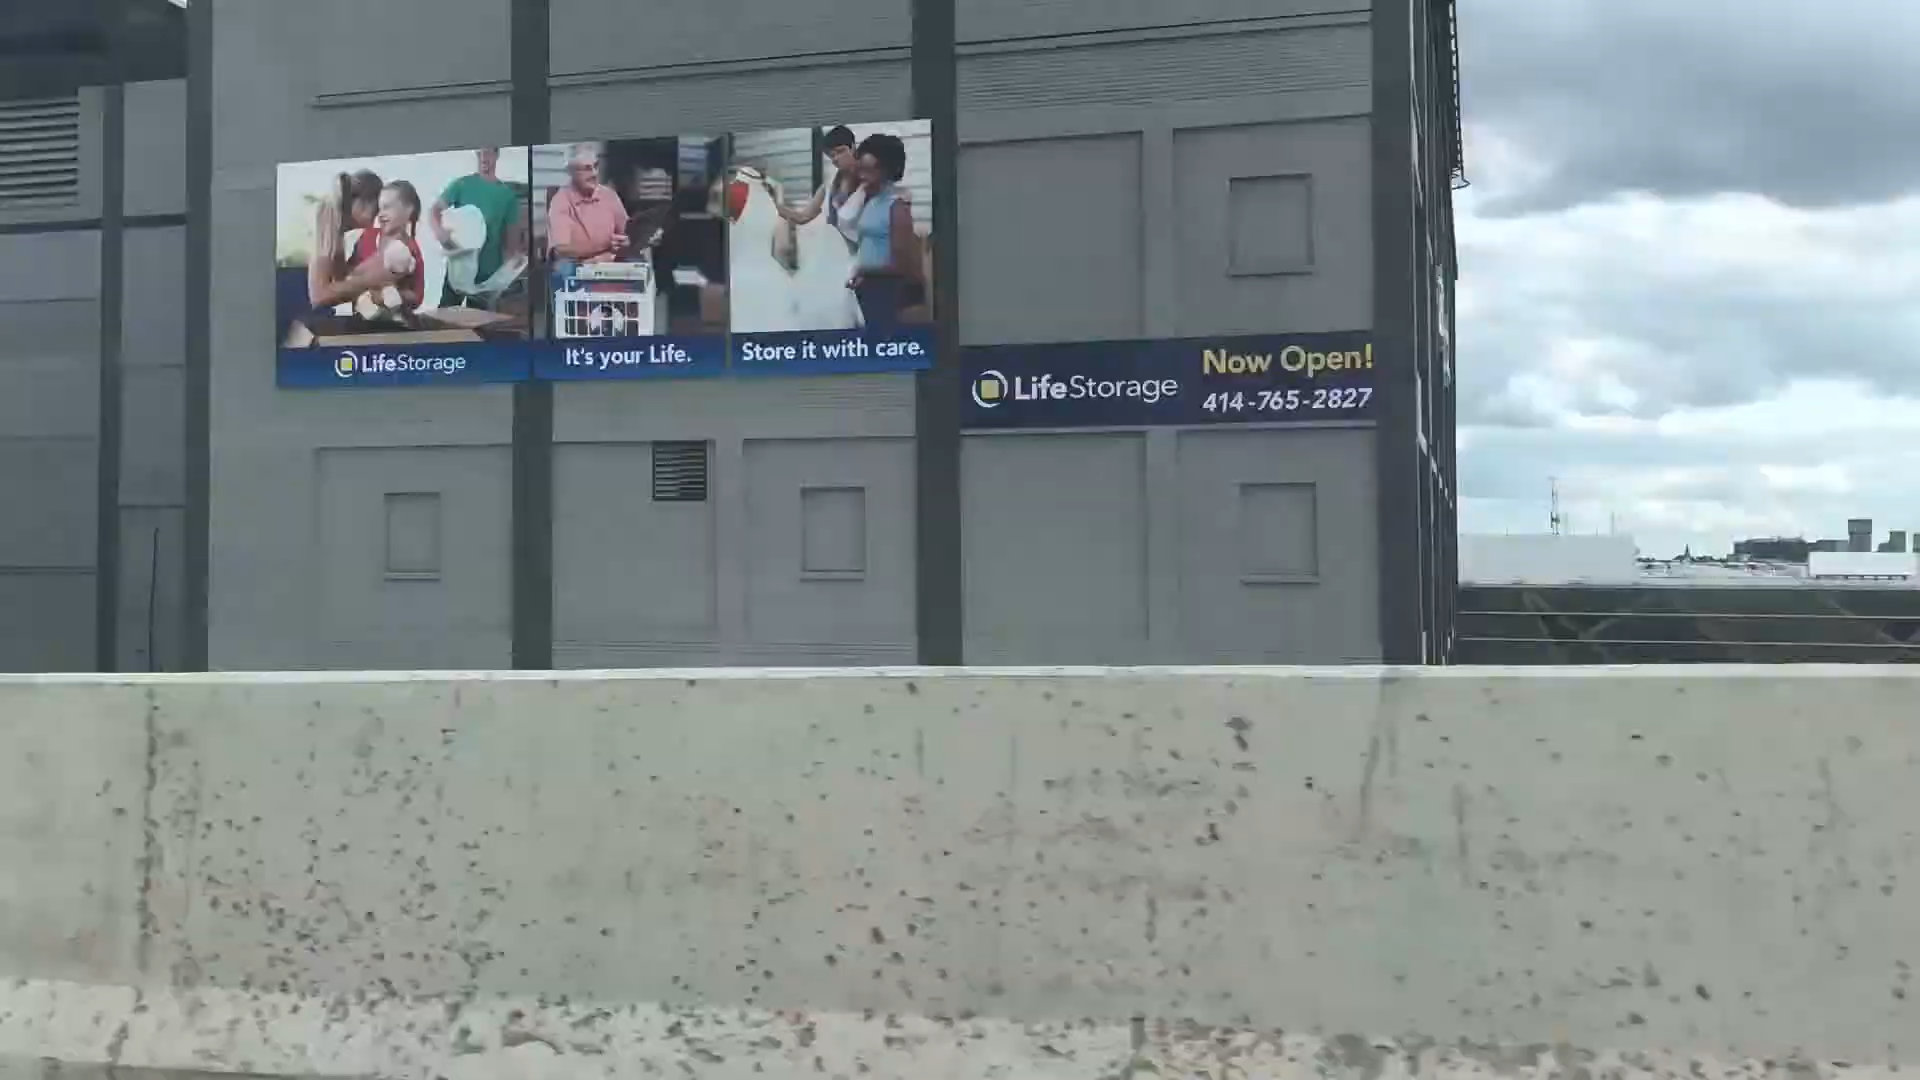 LifeStorage
It's your Life.
Store it with care.
LifeStorage
Now Open!
414-765-2827